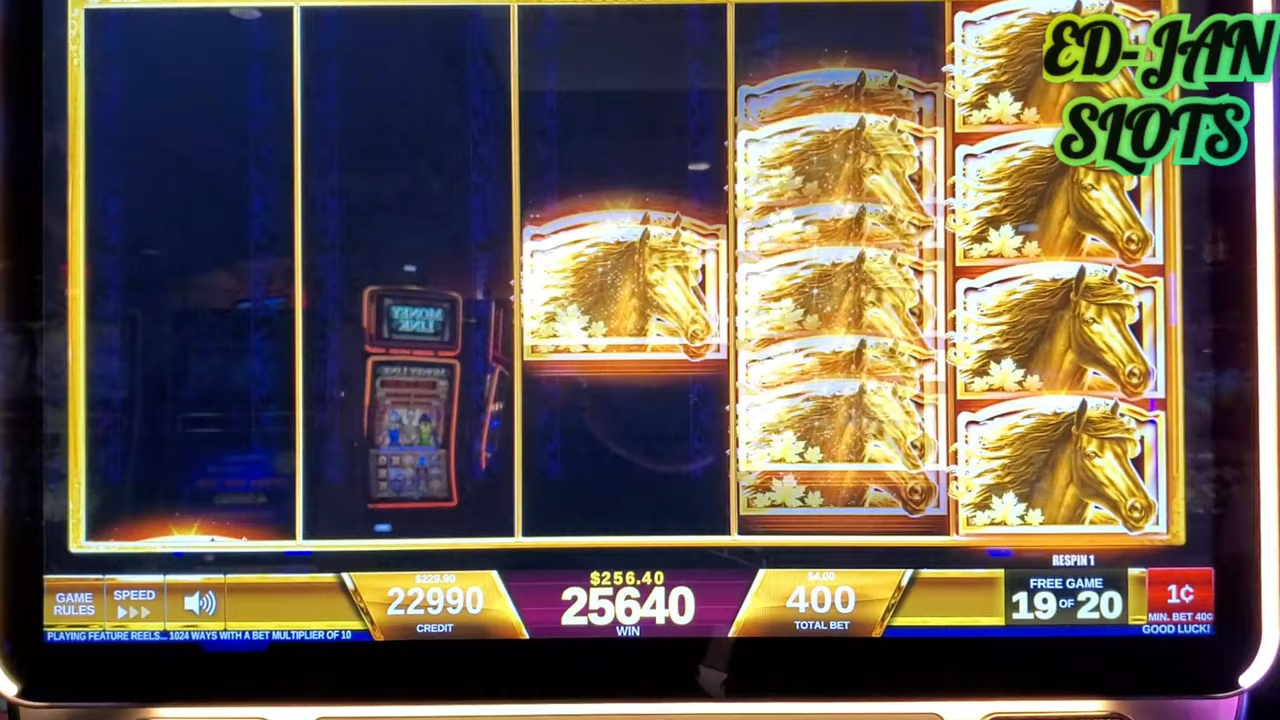 ED-JAN
SLOTS
MONEY
LINK
RESPIN 1
GAME
RULES
SPEED
$229.90
22990
CREDIT
$256.40
25640
WIN
$4.00
400
TOTAL BET
FREE GAME
19 OF 20
1¢
MIN. BET 40¢
GOOD LUCK!
PLAYING FEATURE REELS... 1024 WAYS WITH A BET MULTIPLIER OF 10